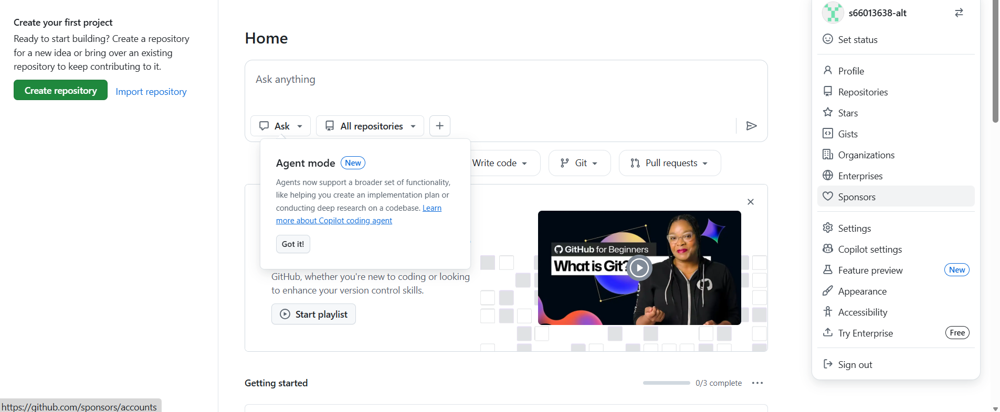 Create your first project
Ready to start building? Create a repository
for a new idea or bring over an existing
repository to keep contributing to it.
Create repository
Import repository
Home
Ask anything
Ask
All repositories
Agent mode
New
Agents now support a broader set of functionality,
like helping you create an implementation plan or
conducting deep research on a codebase. Learn
more about Copilot coding agent
Got it!
Write code
Git
Pull requests
GitHub, whether you're new to coding or looking
to enhance your version control skills.
Start playlist
GitHub for Beginners
What is Git?
Getting started
0/3 complete
s66013638-alt
Set status
Profile
Repositories
Stars
Gists
Organizations
Enterprises
Sponsors
Settings
Copilot settings
Feature preview
New
Appearance
Accessibility
Try Enterprise
Free
Sign out
https://github.com/sponsors/accounts